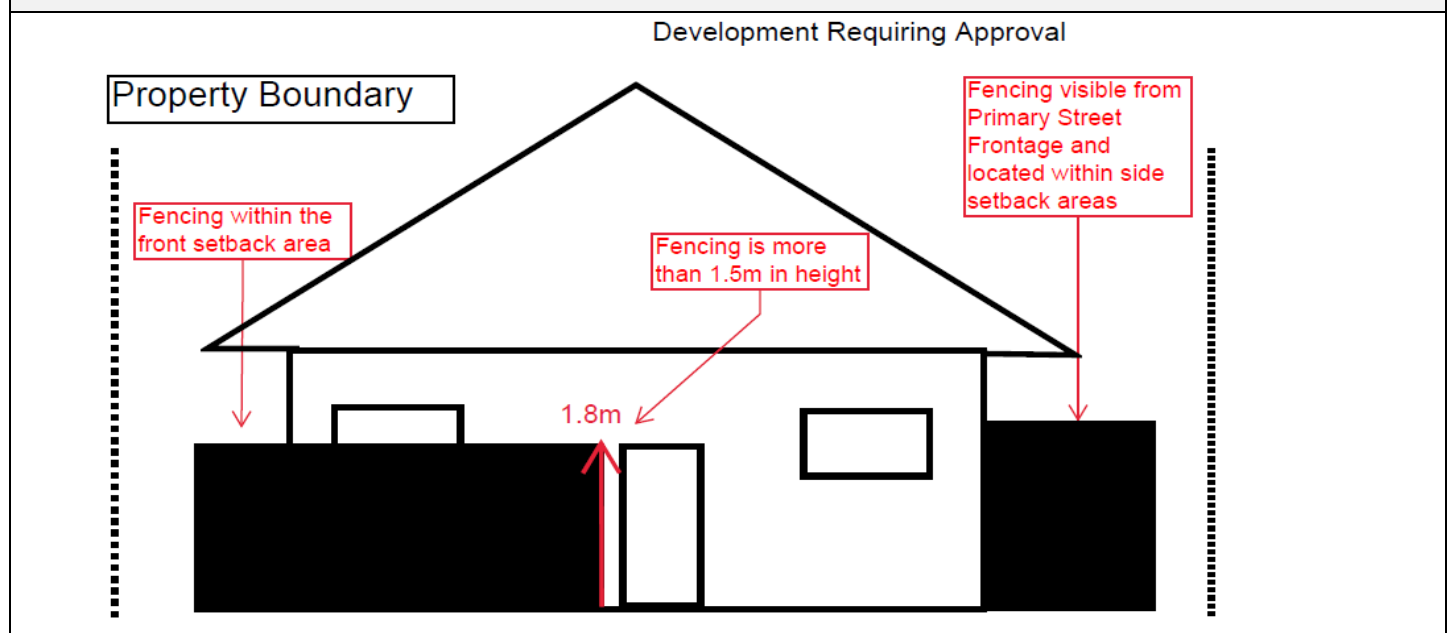 Development Requiring Approval
Property Boundary
Fencing visible from
Primary Street
Frontage and
located within side
setback areas
Fencing within the
front setback area
Fencing is more
than 1.5m in height
1.8m